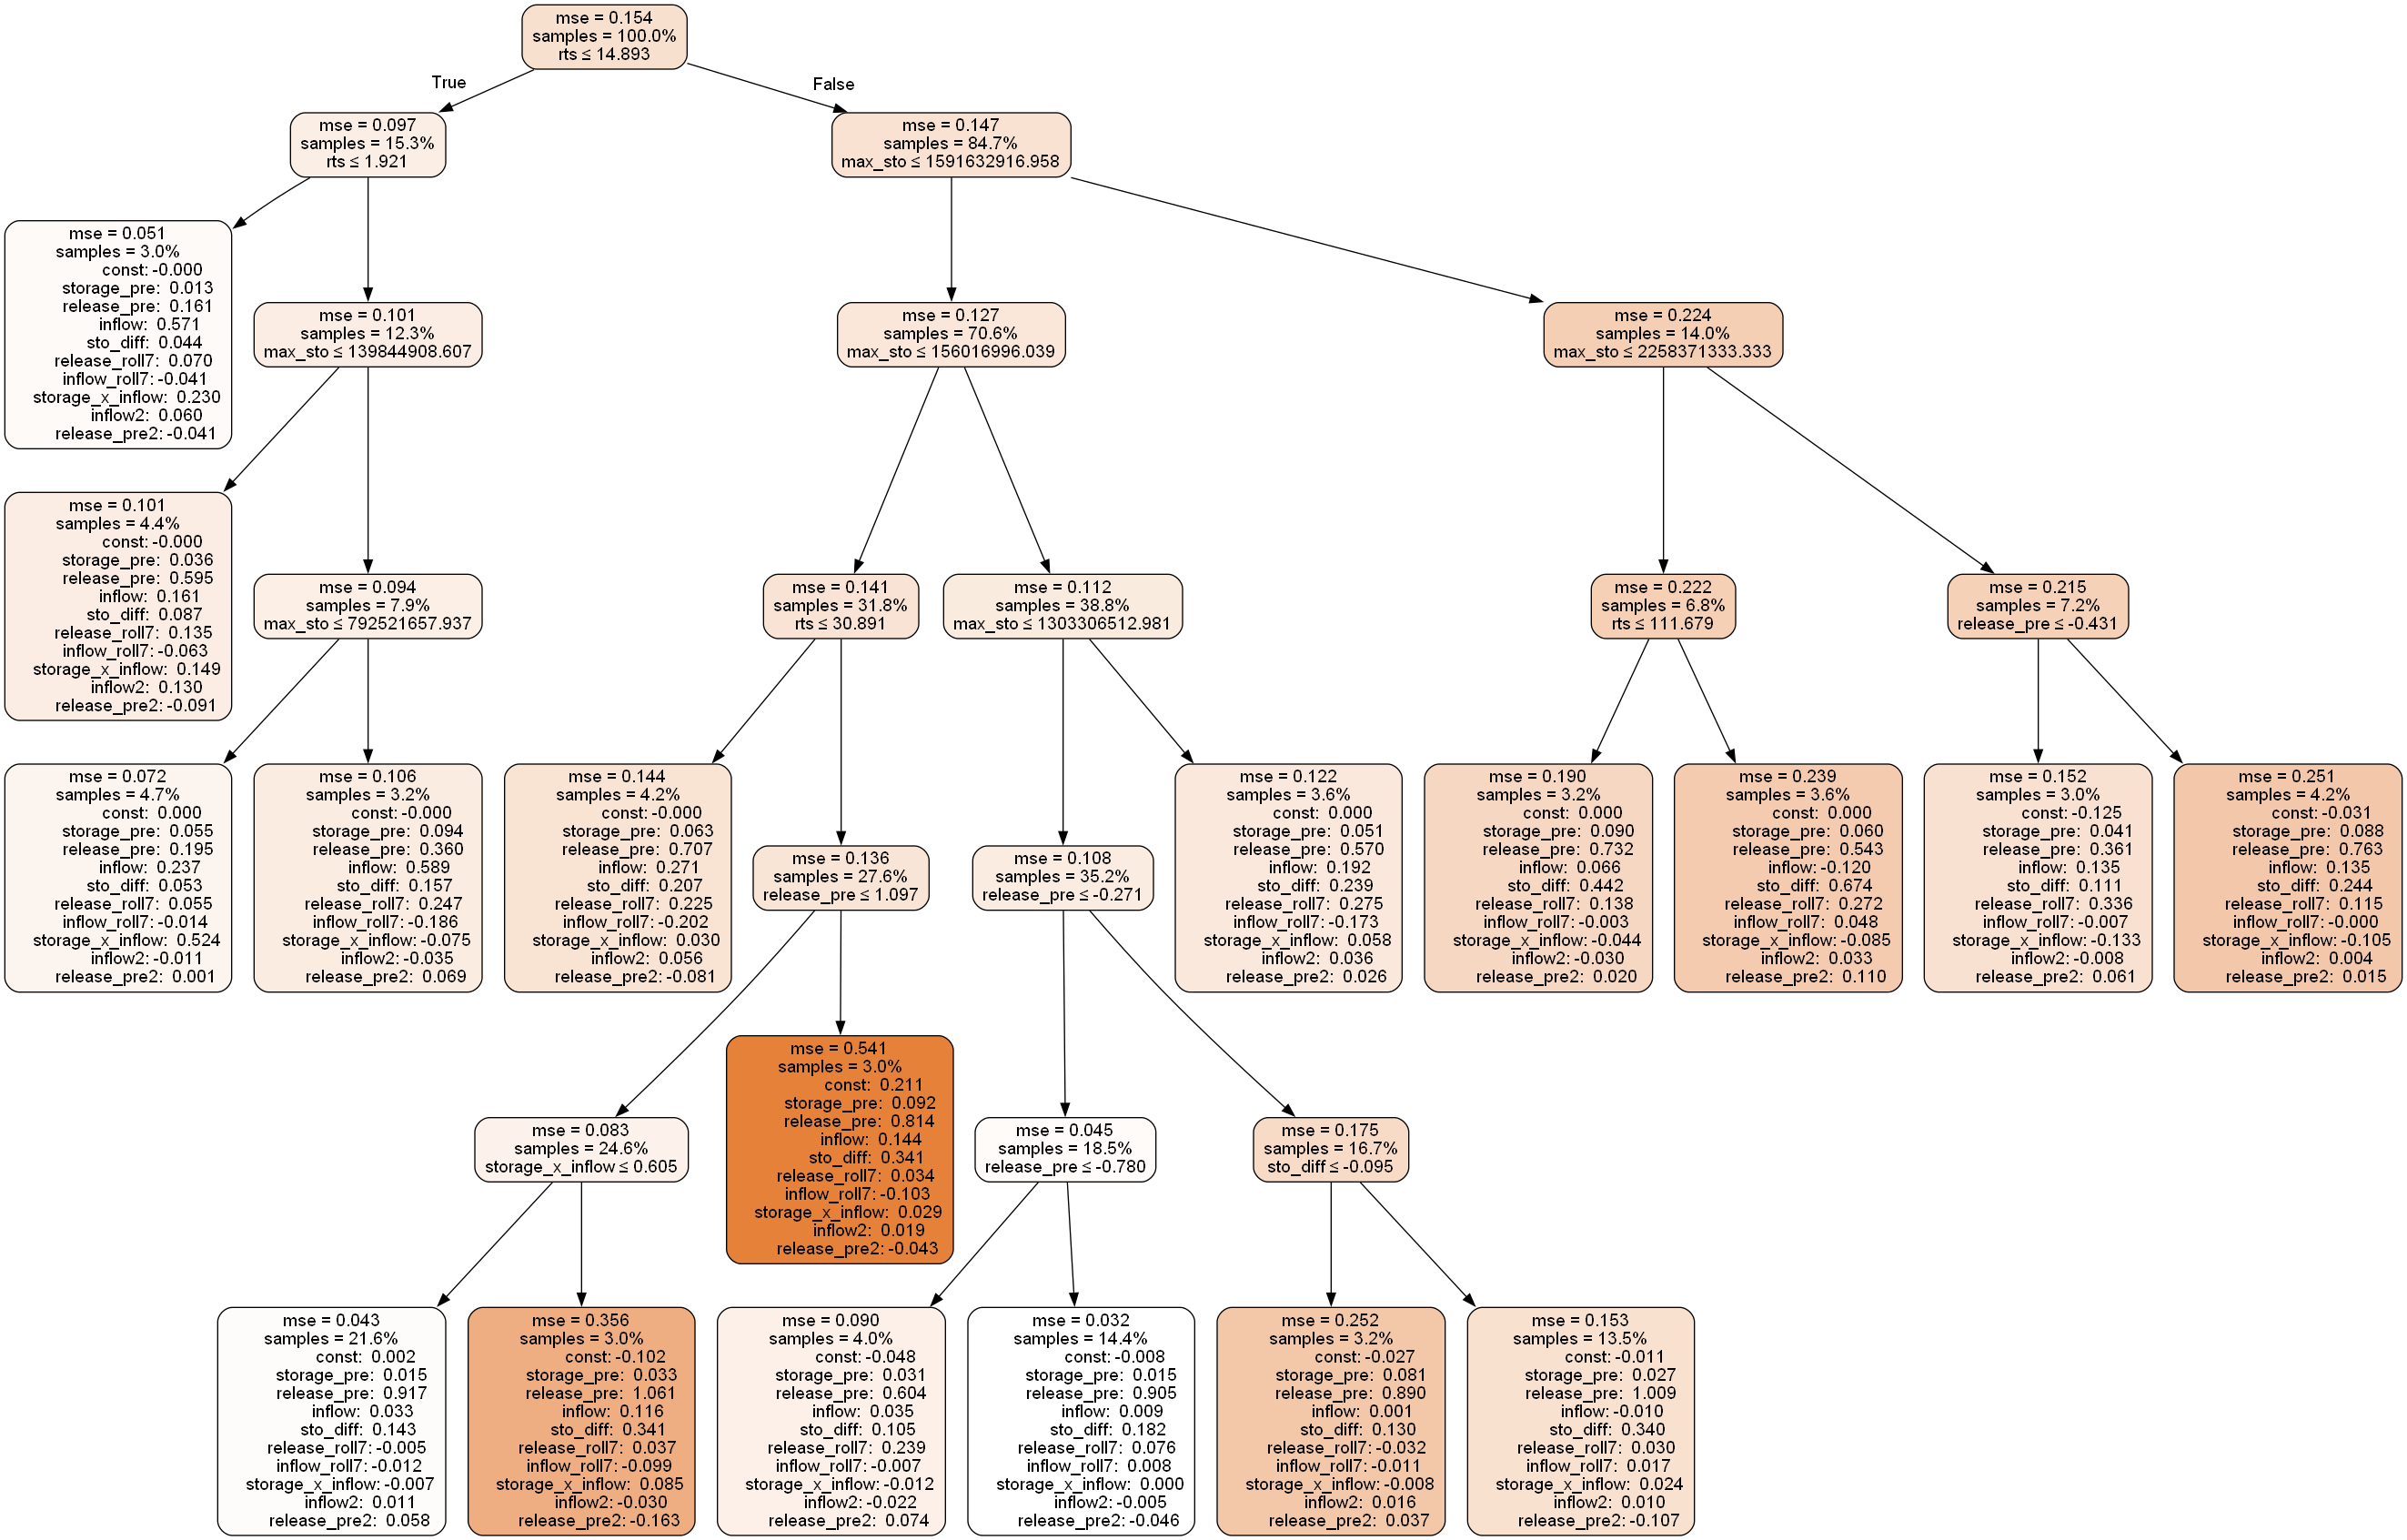 mse = 0.154
samples = 100.0%
rts ≤ 14.893
True
False
mse = 0.097
samples = 15.3%
rts ≤ 1.921
mse = 0.147
samples = 84.7%
max_sto ≤ 1591632916.958
mse = 0.051
samples = 3.0%
const: -0.000
storage_pre: 0.013
release_pre: 0.161
inflow: 0.571
sto_diff: 0.044
release_roll7: 0.070
inflow_roll7: -0.041
storage_x_inflow: 0.230
inflow2: 0.060
release_pre2: -0.041
mse = 0.101
samples = 12.3%
max_sto ≤ 139844908.607
mse = 0.127
samples = 70.6%
max_sto ≤ 156016996.039
mse = 0.224
samples = 14.0%
max_sto ≤ 2258371333.333
mse = 0.101
samples = 4.4%
const: -0.000
storage_pre: 0.036
release_pre: 0.595
inflow: 0.161
sto_diff: 0.087
release_roll7: 0.135
inflow_roll7: -0.063
storage_x_inflow: 0.149
inflow2: 0.130
release_pre2: -0.091
mse = 0.094
samples = 7.9%
max_sto ≤ 792521657.937
mse = 0.141
samples = 31.8%
rts ≤ 30.891
mse = 0.112
samples = 38.8%
max_sto ≤ 1303306512.981
mse = 0.222
samples = 6.8%
rts ≤ 111.679
mse = 0.215
samples = 7.2%
release_pre ≤ -0.431
mse = 0.072
samples = 4.7%
const: 0.000
storage_pre: 0.055
release_pre: 0.195
inflow: 0.237
sto_diff: 0.053
release_roll7: 0.055
inflow_roll7: -0.014
storage_x_inflow: 0.524
inflow2: -0.011
release_pre2: 0.001
mse = 0.106
samples = 3.2%
const: -0.000
storage_pre: 0.094
release_pre: 0.360
inflow: 0.589
sto_diff: 0.157
release_roll7: 0.247
inflow_roll7: -0.186
storage_x_inflow: -0.075
inflow2: -0.035
release_pre2: 0.069
mse = 0.144
samples = 4.2%
const: -0.000
storage_pre: 0.063
release_pre: 0.707
inflow: 0.271
sto_diff: 0.207
release_roll7: 0.225
inflow_roll7: -0.202
storage_x_inflow: 0.030
inflow2: 0.056
release_pre2: -0.081
mse = 0.136
samples = 27.6%
release_pre ≤ 1.097
mse = 0.108
samples = 35.2%
release_pre ≤ -0.271
mse = 0.122
samples = 3.6%
const: 0.000
storage_pre: 0.051
release_pre: 0.570
inflow: 0.192
sto_diff: 0.239
release_roll7: 0.275
inflow_roll7: -0.173
storage_x_inflow: 0.058
inflow2: 0.036
release_pre2: 0.026
mse = 0.190
samples = 3.2%
const: 0.000
storage_pre: 0.090
release_pre: 0.732
inflow: 0.066
sto_diff: 0.442
release_roll7: 0.138
inflow_roll7: -0.003
storage_x_inflow: -0.044
inflow2: -0.030
release_pre2: 0.020
mse = 0.239
samples = 3.6%
const: 0.000
storage_pre: 0.060
release_pre: 0.543
inflow: -0.120
sto_diff: 0.674
release_roll7: 0.272
inflow_roll7: 0.048
storage_x_inflow: -0.085
inflow2: 0.033
release_pre2: 0.110
mse = 0.152
samples = 3.0%
const: -0.125
storage_pre: 0.041
release_pre: 0.361
inflow: 0.135
sto_diff: 0.111
release_roll7: 0.336
inflow_roll7: -0.007
storage_x_inflow: -0.133
inflow2: -0.008
release_pre2: 0.061
mse = 0.251
samples = 4.2%
const: -0.031
storage_pre: 0.088
release_pre: 0.763
inflow: 0.135
sto_diff: 0.244
release_roll7: 0.115
inflow_roll7: -0.000
storage_x_inflow: -0.105
inflow2: 0.004
release_pre2: 0.015
mse = 0.541
samples = 3.0%
const: 0.211
storage_pre: 0.092
release_pre: 0.814
inflow: 0.144
sto_diff: 0.341
release_roll7: 0.034
inflow_roll7: -0.103
storage_x_inflow: 0.029
inflow2: 0.019
release_pre2: -0.043
mse = 0.083
samples = 24.6%
storage_x_inflow ≤ 0.605
mse = 0.045
samples = 18.5%
release_pre ≤ -0.780
mse = 0.175
samples = 16.7%
sto_diff ≤ -0.095
mse = 0.043
samples = 21.6%
const: 0.002
storage_pre: 0.015
release_pre: 0.917
inflow: 0.033
sto_diff: 0.143
release_roll7: -0.005
inflow_roll7: -0.012
storage_x_inflow: -0.007
inflow2: 0.011
release_pre2: 0.058
mse = 0.356
samples = 3.0%
const: -0.102
storage_pre: 0.033
release_pre: 1.061
inflow: 0.116
sto_diff: 0.341
release_roll7: 0.037
inflow_roll7: -0.099
storage_x_inflow: 0.085
inflow2: -0.030
release_pre2: -0.163
mse = 0.090
samples = 4.0%
const: -0.048
storage_pre: 0.031
release_pre: 0.604
inflow: 0.035
sto_diff: 0.105
release_roll7: 0.239
inflow_roll7: -0.007
storage_x_inflow: -0.012
inflow2: -0.022
release_pre2: 0.074
mse = 0.032
samples = 14.4%
const: -0.008
storage_pre: 0.015
release_pre: 0.905
inflow: 0.009
sto_diff: 0.182
release_roll7: 0.076
inflow_roll7: 0.008
storage_x_inflow: 0.000
inflow2: -0.005
release_pre2: -0.046
mse = 0.252
samples = 3.2%
const: -0.027
storage_pre: 0.081
release_pre: 0.890
inflow: 0.001
sto_diff: 0.130
release_roll7: -0.032
inflow_roll7: -0.011
storage_x_inflow: -0.008
inflow2: 0.016
release_pre2: 0.037
mse = 0.153
samples = 13.5%
const: -0.011
storage_pre: 0.027
release_pre: 1.009
inflow: -0.010
sto_diff: 0.340
release_roll7: 0.030
inflow_roll7: 0.017
storage_x_inflow: 0.024
inflow2: 0.010
release_pre2: -0.107